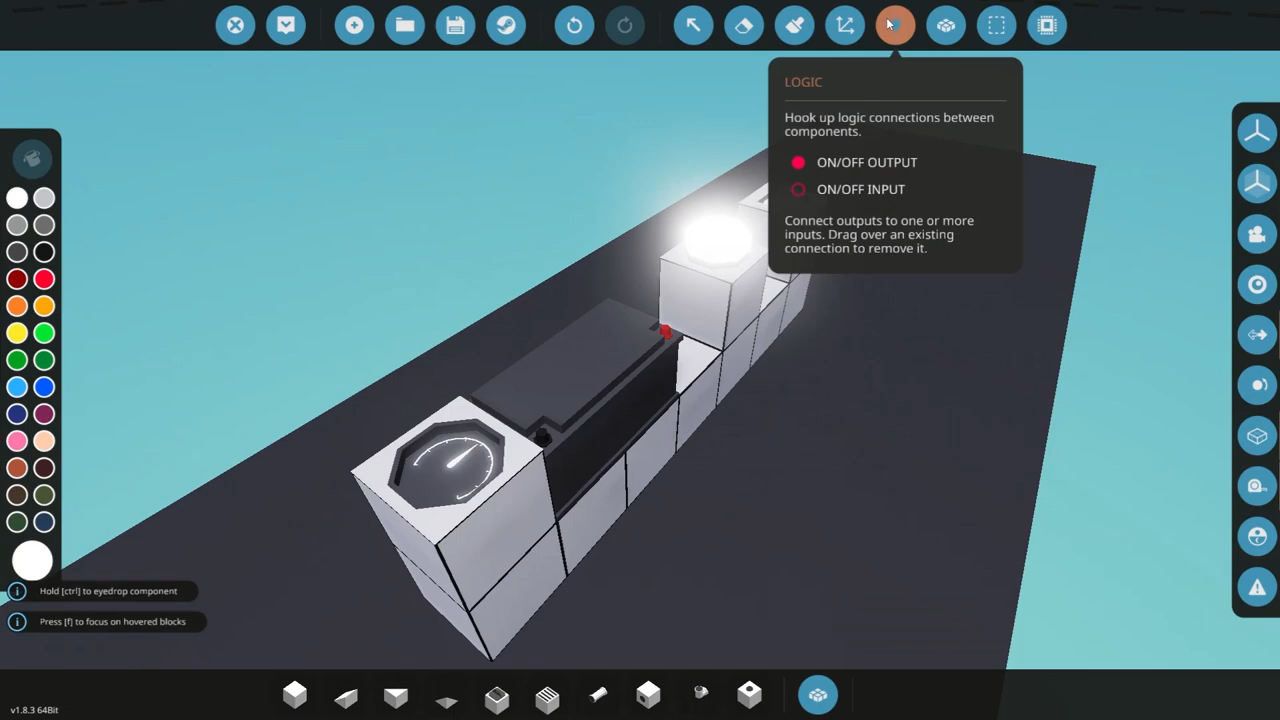 LOGIC
Hook up logic connections between
components.
ON/OFF OUTPUT
ON/OFF INPUT
Connect outputs to one or more
inputs. Drag over an existing
connection to remove it.
Hold [ctrl] to eyedrop component
Press [f] to focus on hovered blocks
v1.8.3 64Bit